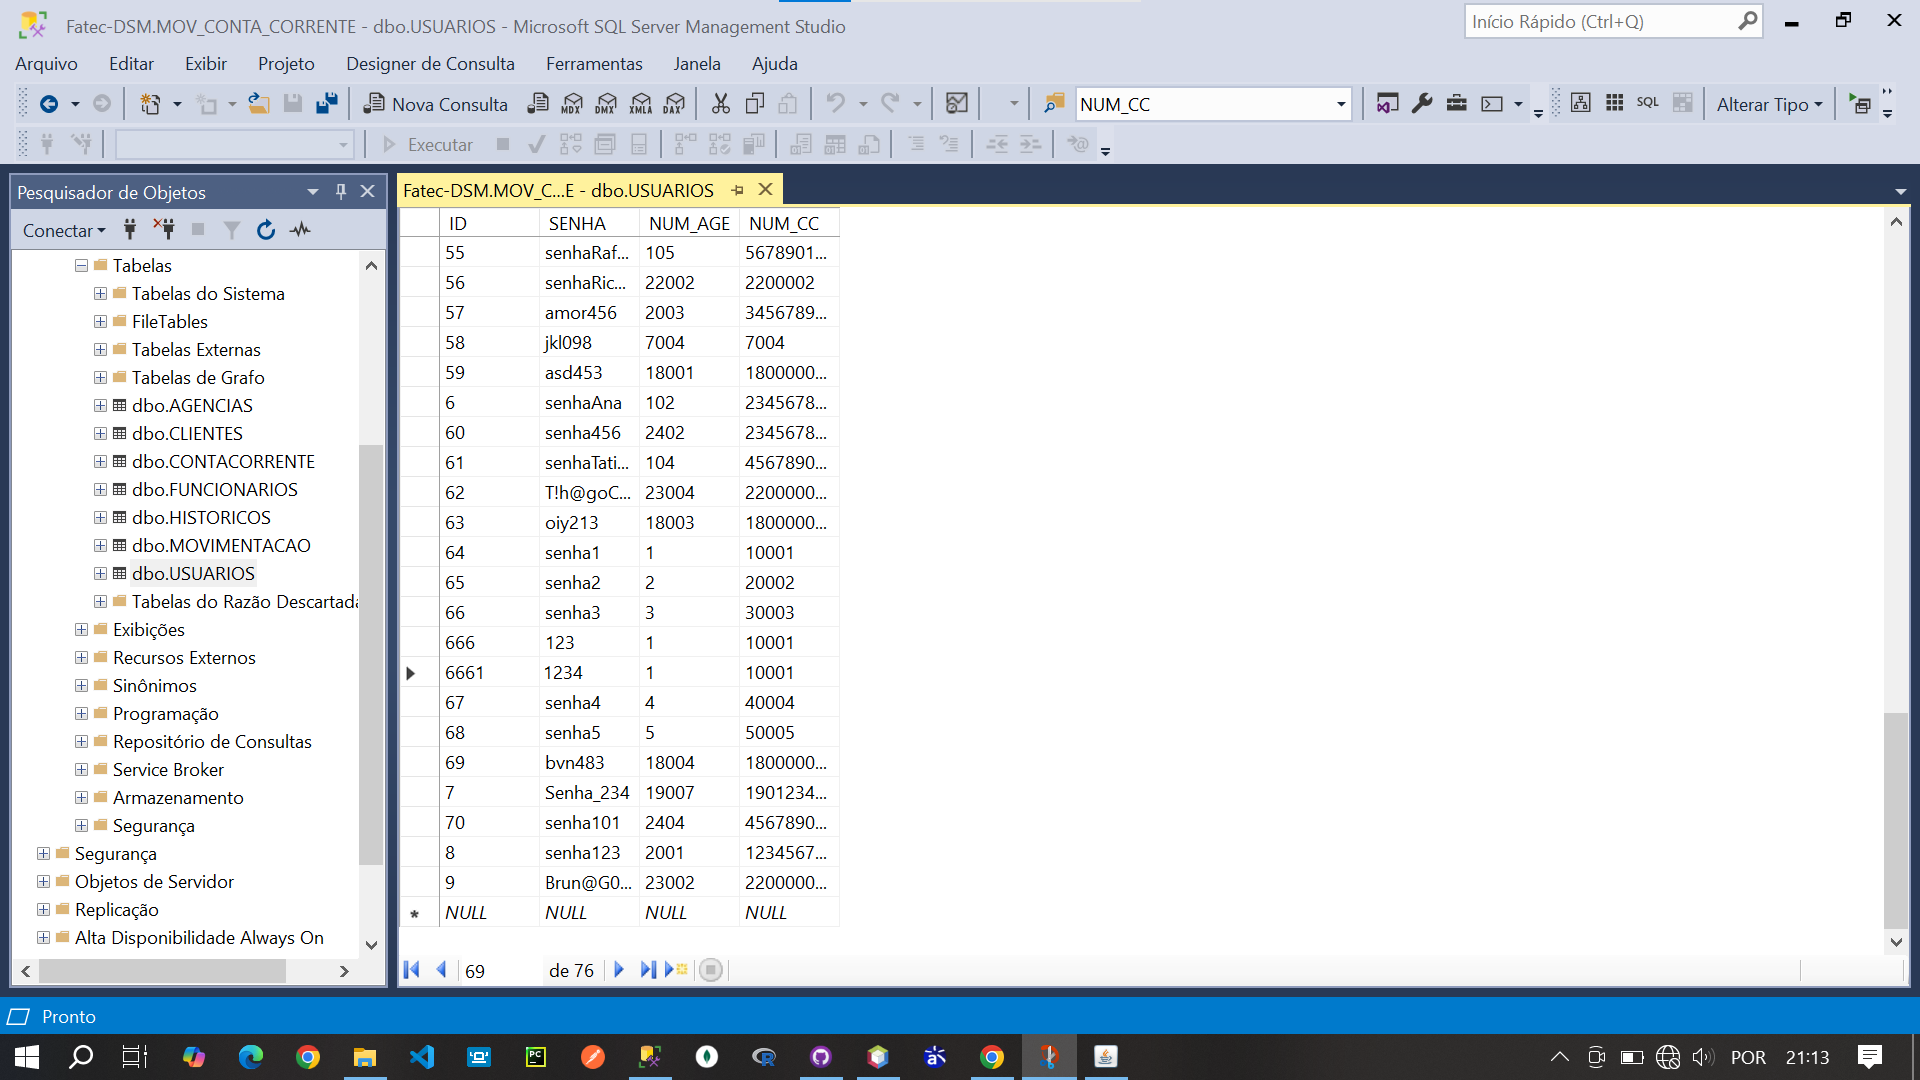 Fatec-DSM.MOV_CONTA_CORRENTE - dbo.USUARIOS - Microsoft SQL Server Management Studio
Início Rápido (Ctrl+Q)
Arquivo Editar Exibir Projeto Designer de Consulta Ferramentas Janela Ajuda
Nova Consulta MDX DMX XMLA DAX NUM_CC SQL Alterar Tipo
Executar
Pesquisador de Objetos
Conectar
Tabelas
Tabelas do Sistema
FileTables
Tabelas Externas
Tabelas de Grafo
dbo.AGENCIAS
dbo.CLIENTES
dbo.CONTACORRENTE
dbo.FUNCIONARIOS
dbo.HISTORICOS
dbo.MOVIMENTACAO
dbo.USUARIOS
Tabelas do Razão Descartada
Exibições
Recursos Externos
Sinônimos
Programação
Repositório de Consultas
Service Broker
Armazenamento
Segurança
Segurança
Objetos de Servidor
Replicação
Alta Disponibilidade Always On
Fatec-DSM.MOV_C...E - dbo.USUARIOS
ID SENHA NUM_AGE NUM_CC
55 senhaRaf... 105 5678901...
56 senhaRic... 22002 2200002
57 amor456 2003 3456789...
58 jkl098 7004 7004
59 asd453 18001 1800000...
6 senhaAna 102 2345678...
60 senha456 2402 2345678...
61 senhaTati... 104 4567890...
62 T!h@goC... 23004 2200000...
63 oiy213 18003 1800000...
64 senha1 1 10001
65 senha2 2 20002
66 senha3 3 30003
666 123 1 10001
6661 1234 1 10001
67 senha4 4 40004
68 senha5 5 50005
69 bvn483 18004 1800000...
7 Senha_234 19007 1901234...
70 senha101 2404 4567890...
8 senha123 2001 1234567...
9 Brun@G0... 23002 2200000...
NULL NULL NULL NULL
69 de 76
Pronto
PC R POR 21:13